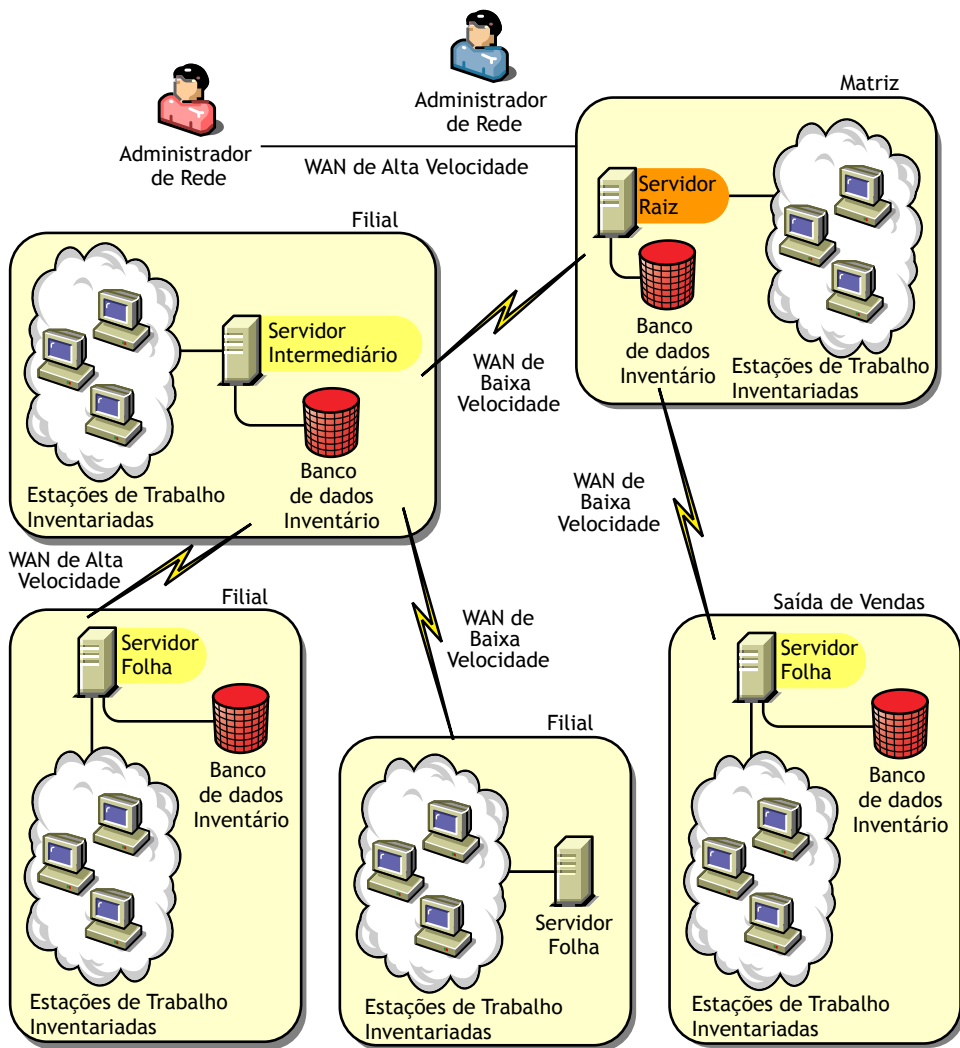 Administrador
de Rede
Administrador
de Rede
WAN de Alta Velocidade
Matriz
Servidor
Raiz
Banco
de dados
Inventário
Estações de Trabalho
Inventariadas
Filial
Servidor
Intermediário
Banco
de dados
Inventário
Estações de Trabalho
Inventariadas
WAN de
Baixa
Velocidade
WAN de
Baixa
Velocidade
WAN de Alta
Velocidade
WAN de
Baixa
Velocidade
Filial
Servidor
Folha
Banco
de dados
Inventário
Estações de Trabalho
Inventariadas
Filial
Servidor
Folha
Estações de Trabalho
Inventariadas
Saída de Vendas
Servidor
Folha
Banco
de dados
Inventário
Estações de Trabalho
Inventariadas